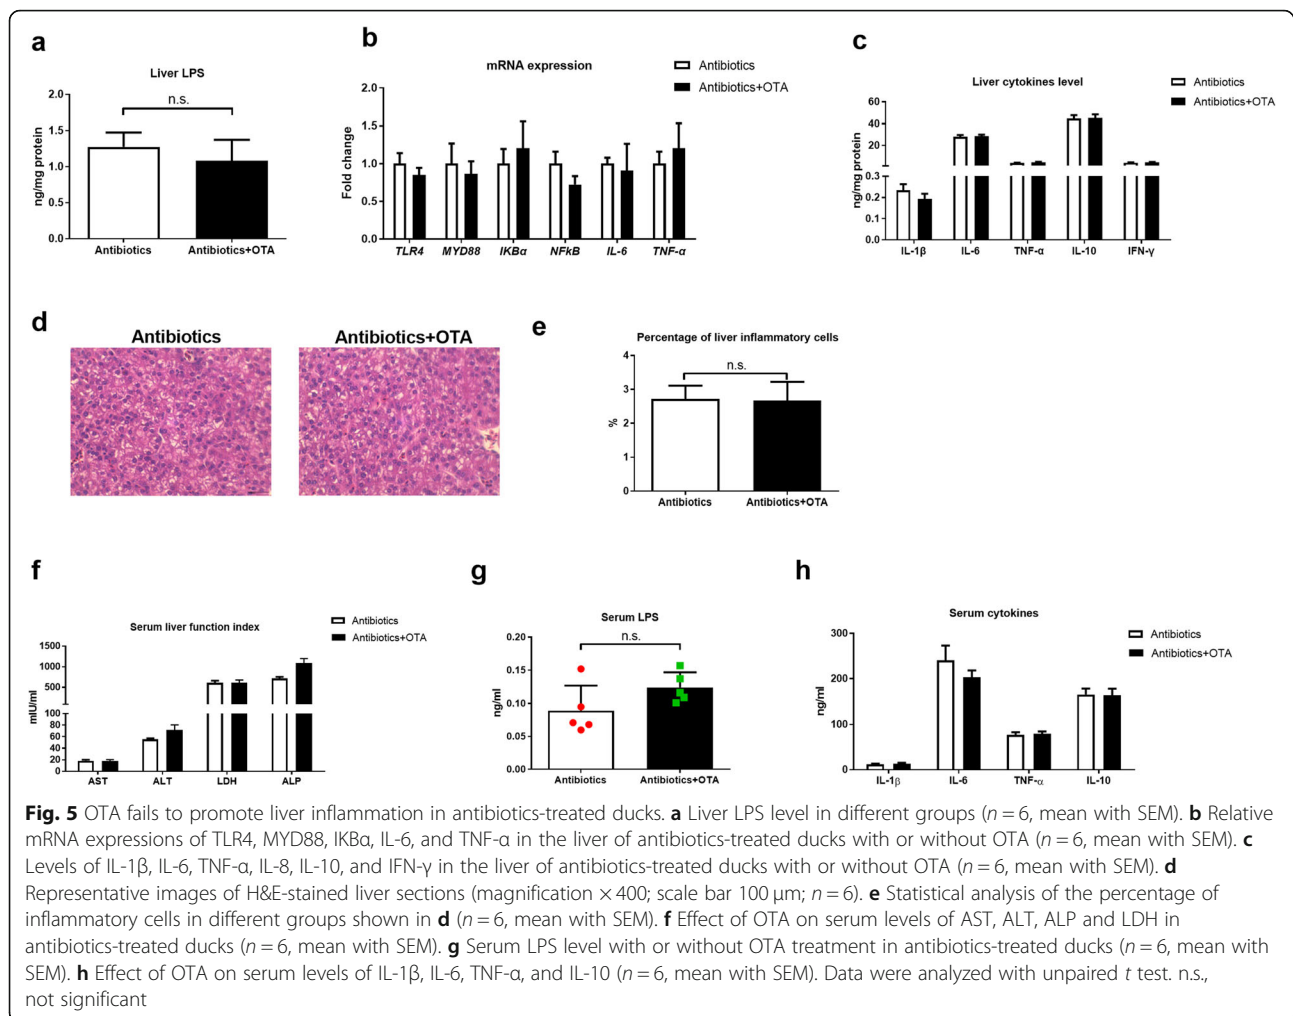 a
Liver LPS
n.s.
2.0
1.5
1.0
0.5
0.0
ng/mg protein
Antibiotics
Antibiotics+OTA
b
mRNA expression
Antibiotics
Antibiotics+OTA
2.0
1.5
1.0
0.5
0.0
Fold change
TLR4
MYD88
IKBα
NFkB
IL-6
TNF-α
c
Liver cytokines level
Antibiotics
Antibiotics+OTA
60
40
20
0.3
0.2
0.1
0.0
ng/mg protein
IL-1β
IL-6
TNF-α
IL-10
IFN-γ
d
Antibiotics
Antibiotics+OTA
e
Percentage of liver inflammatory cells
n.s.
4
3
2
1
0
%
Antibiotics
Antibiotics+OTA
f
Serum liver function index
Antibiotics
Antibiotics+OTA
1500
1000
500
100
80
60
40
20
0
mIU/ml
AST
ALT
LDH
ALP
g
Serum LPS
n.s.
0.20
0.15
0.10
0.05
0.00
ng/ml
Antibiotics
Antibiotics+OTA
h
Serum cytokines
Antibiotics
Antibiotics+OTA
300
200
100
0
ng/ml
IL-1β
IL-6
TNF-α
IL-10
Fig. 5 OTA fails to promote liver inflammation in antibiotics-treated ducks. a Liver LPS level in different groups (n = 6, mean with SEM). b Relative
mRNA expressions of TLR4, MYD88, IKBα, IL-6, and TNF-α in the liver of antibiotics-treated ducks with or without OTA (n = 6, mean with SEM). c
Levels of IL-1β, IL-6, TNF-α, IL-8, IL-10, and IFN-γ in the liver of antibiotics-treated ducks with or without OTA (n = 6, mean with SEM). d
Representative images of H&E-stained liver sections (magnification × 400; scale bar 100 μm; n = 6). e Statistical analysis of the percentage of
inflammatory cells in different groups shown in d (n = 6, mean with SEM). f Effect of OTA on serum levels of AST, ALT, ALP and LDH in
antibiotics-treated ducks (n = 6, mean with SEM). g Serum LPS level with or without OTA treatment in antibiotics-treated ducks (n = 6, mean with
SEM). h Effect of OTA on serum levels of IL-1β, IL-6, TNF-α, and IL-10 (n = 6, mean with SEM). Data were analyzed with unpaired t test. n.s.,
not significant